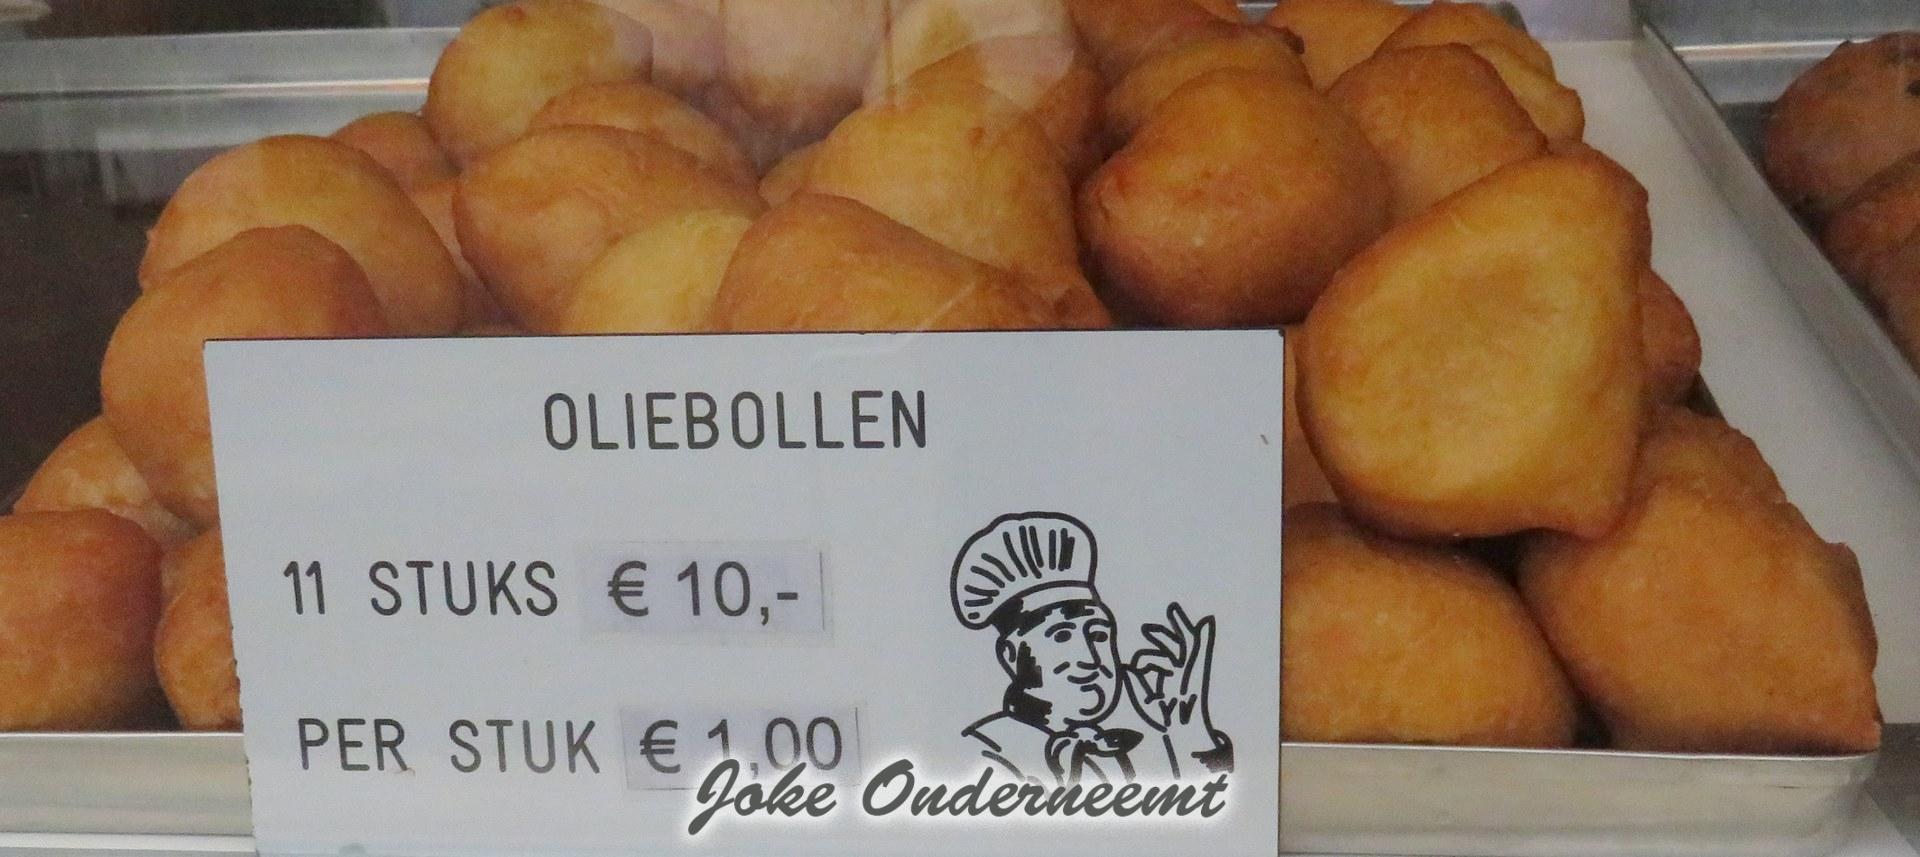 OLIEBOLLEN
11 STUKS € 10,-
PER STUK € 1,00
Joke Onderneemt